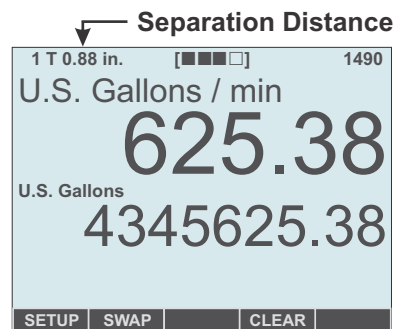 Separation Distance
1 T 0.88 in. [■■■□] 1490
U.S. Gallons / min
625.38
U.S. Gallons
4345625.38
SETUP SWAP CLEAR